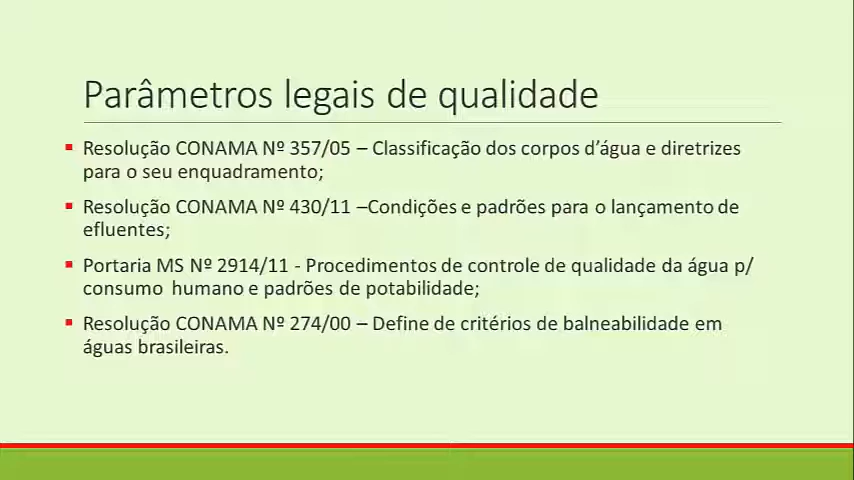 Parâmetros legais de qualidade
Resolução CONAMA Nº 357/05 – Classificação dos corpos d’água e diretrizes
para o seu enquadramento;
Resolução CONAMA Nº 430/11 –Condições e padrões para o lançamento de
efluentes;
Portaria MS Nº 2914/11 - Procedimentos de controle de qualidade da água p/
consumo humano e padrões de potabilidade;
Resolução CONAMA Nº 274/00 – Define de critérios de balneabilidade em
águas brasileiras.